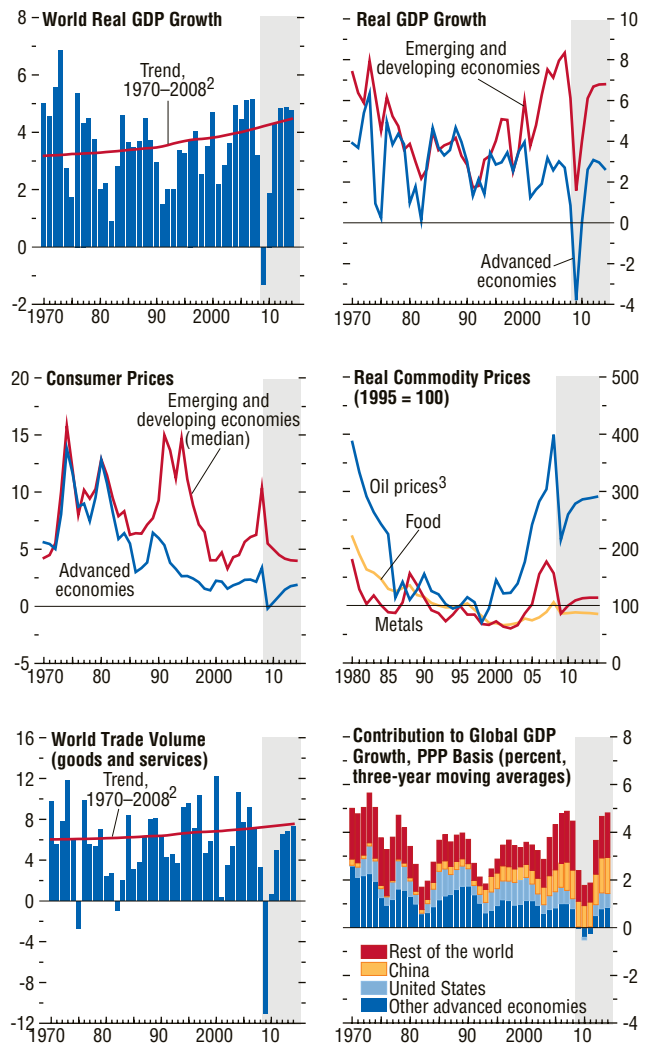 World Real GDP Growth
8
6
4
2
0
-2
Trend,
1970–2008²
1970 80 90 2000 10
Real GDP Growth
10
8
6
4
2
0
-2
-4
Emerging and
developing economies
Advanced
economies
1970 80 90 2000 10
Consumer Prices
20
15
10
5
0
-5
Emerging and
developing economies
(median)
Advanced
economies
1970 80 90 2000 10
Real Commodity Prices
(1995 = 100)
500
400
300
200
100
0
Oil prices³
Food
Metals
1980 85 90 95 2000 05 10
World Trade Volume
(goods and services)
16
12
8
4
0
-4
-8
-12
Trend,
1970–2008²
1970 80 90 2000 10
Contribution to Global GDP
Growth, PPP Basis (percent,
three-year moving averages)
8
6
4
2
0
-2
-4
Rest of the world
China
United States
Other advanced economies
1970 80 90 2000 10